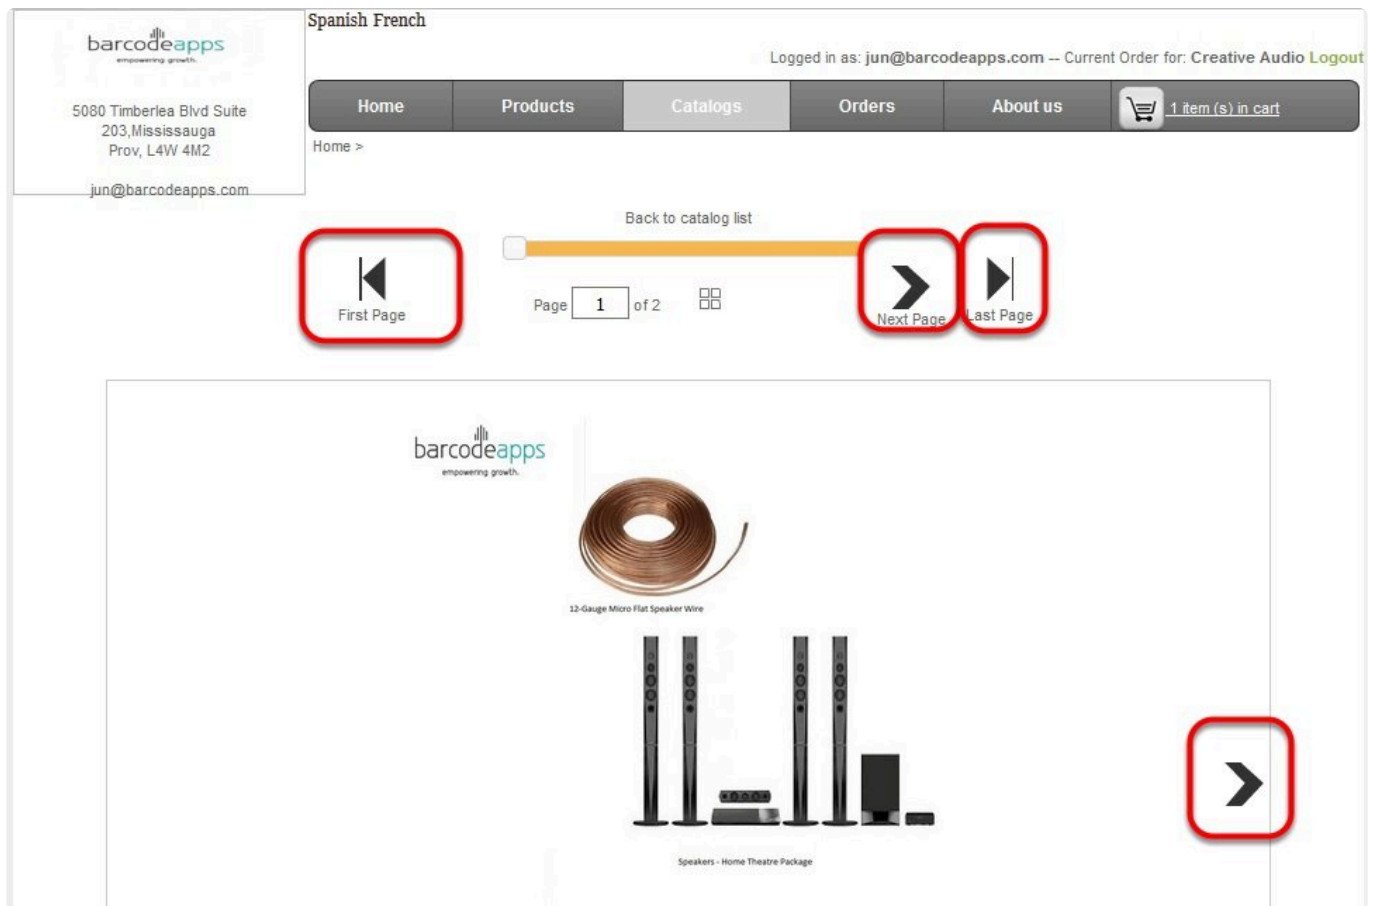 barcodeapps
empowering growth.
5080 Timberlea Blvd Suite
203,Mississauga
Prov, L4W 4M2
jun@barcodeapps.com
Spanish French
Logged in as: jun@barcodeapps.com -- Current Order for: Creative Audio Logout
Home Products Catalogs Orders About us 1 item (s) in cart
Home >
Back to catalog list
First Page
Page 1 of 2
Next Page
Last Page
barcodeapps
empowering growth.
12-Gauge Micro Flat Speaker Wire
Speakers - Home Theatre Package